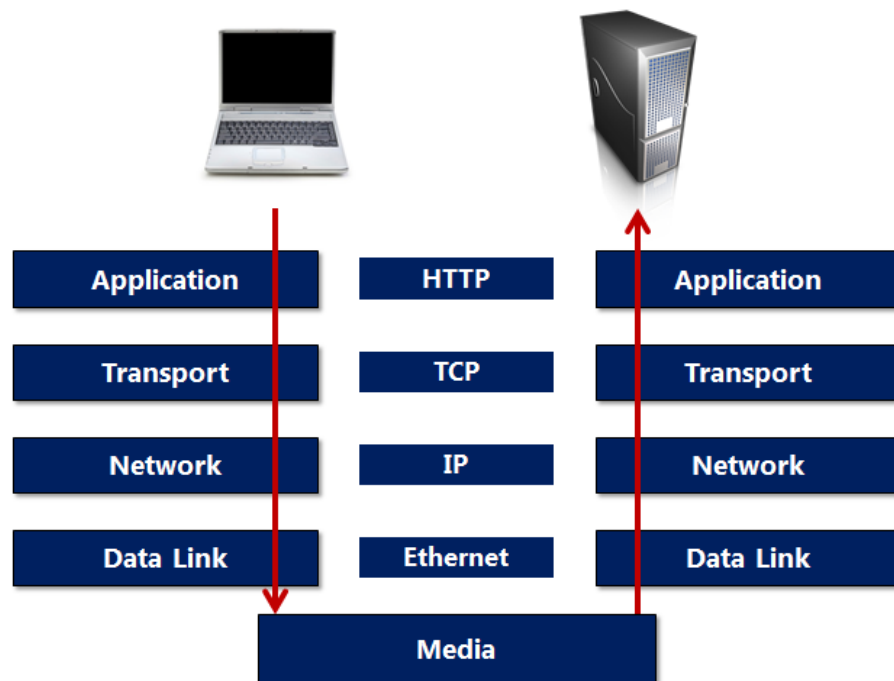 Application HTTP Application
Transport TCP Transport
Network IP Network
Data Link Ethernet Data Link
Media